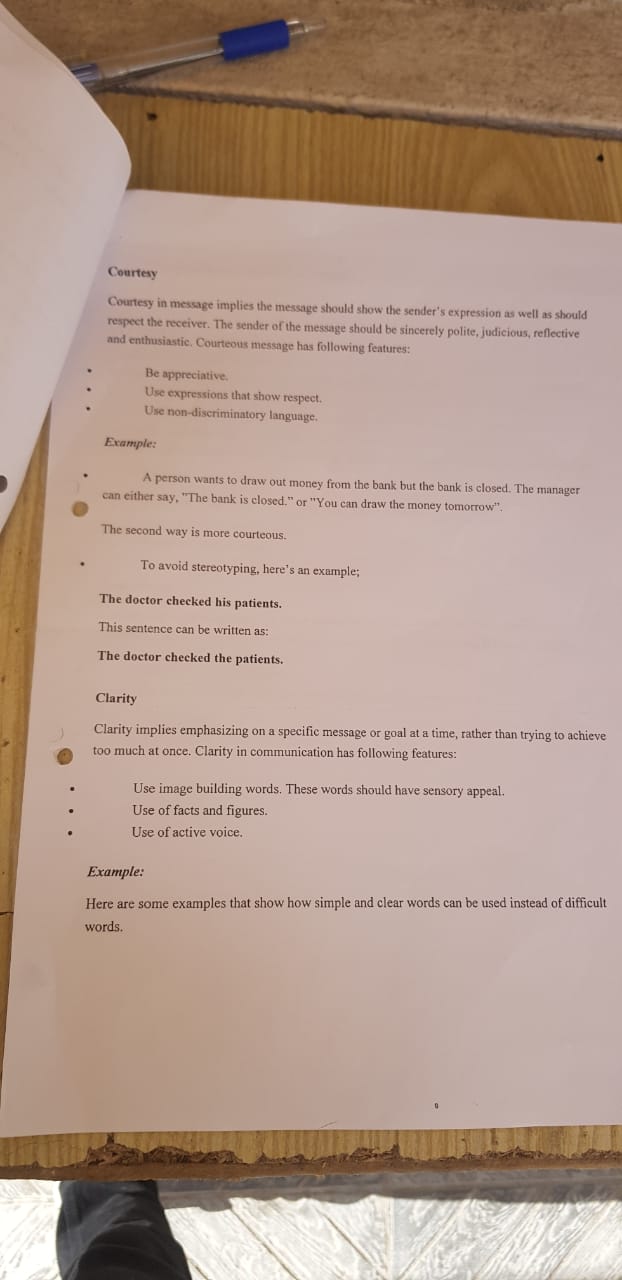 Courtesy
Courtesy in message implies the message should show the sender's expression as well as should
respect the receiver. The sender of the message should be sincerely polite, judicious, reflective
and enthusiastic. Courteous message has following features:
• Be appreciative.
• Use expressions that show respect.
• Use non-discriminatory language.
Example:
• A person wants to draw out money from the bank but the bank is closed. The manager
can either say, "The bank is closed." or "You can draw the money tomorrow".
The second way is more courteous.
• To avoid stereotyping, here's an example;
The doctor checked his patients.
This sentence can be written as:
The doctor checked the patients.
Clarity
Clarity implies emphasizing on a specific message or goal at a time, rather than trying to achieve
too much at once. Clarity in communication has following features:
• Use image building words. These words should have sensory appeal.
• Use of facts and figures.
• Use of active voice.
Example:
Here are some examples that show how simple and clear words can be used instead of difficult
words.